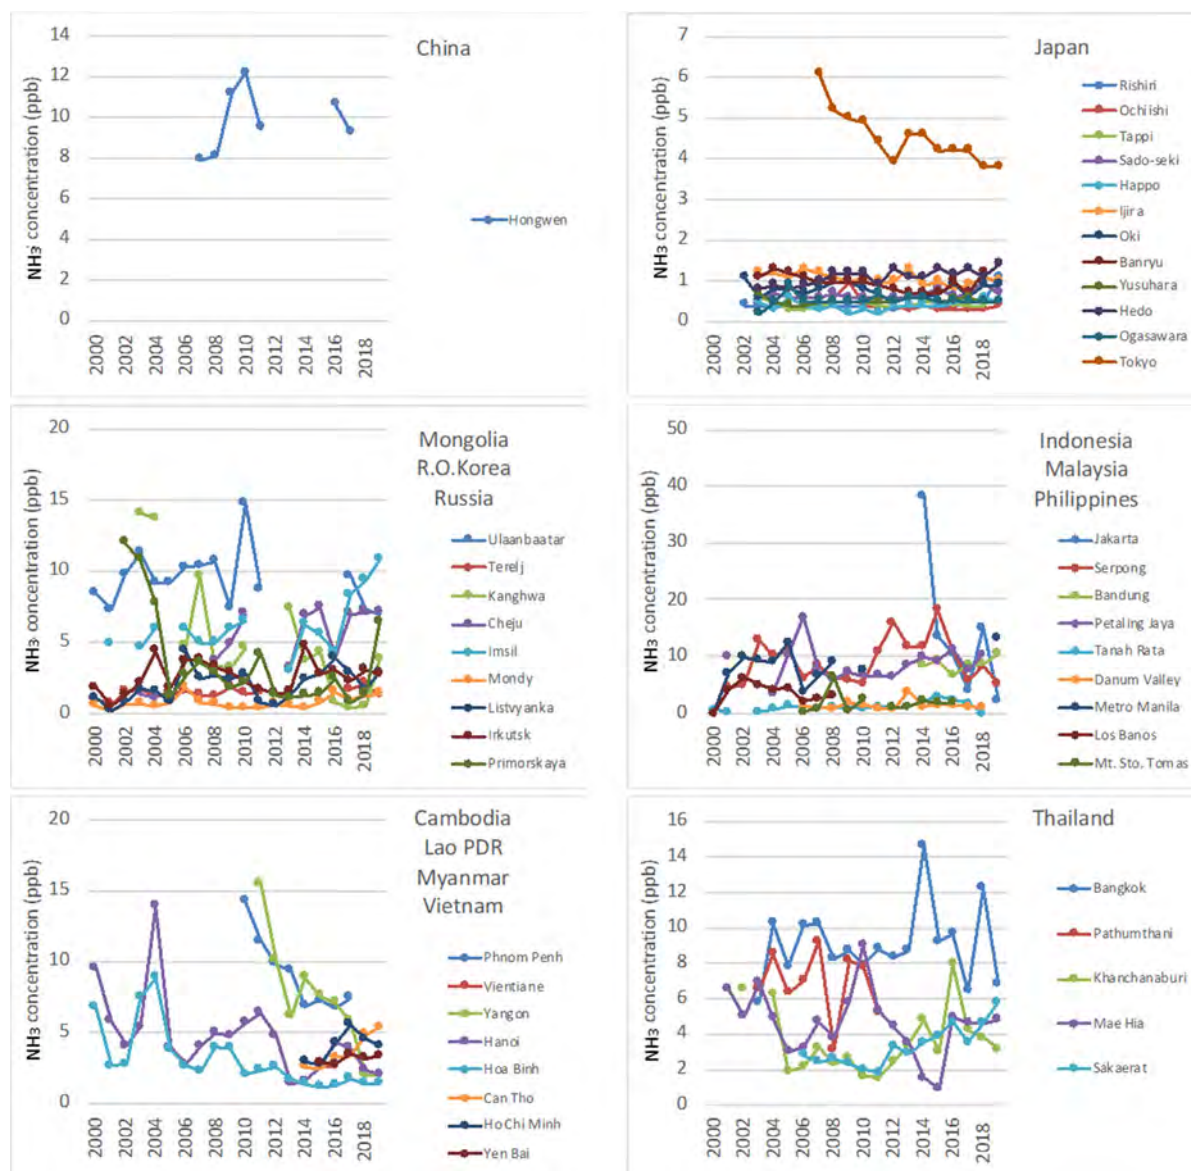 China
NH₃ concentration (ppb)
14
12
10
8
6
4
2
0
2000
2002
2004
2006
2008
2010
2012
2014
2016
2018
Hongwen
Japan
NH₃ concentration (ppb)
7
6
5
4
3
2
1
0
2000
2002
2004
2006
2008
2010
2012
2014
2016
2018
Rishiri
Ochiishi
Tappi
Sado-seki
Happo
Ijira
Oki
Banryu
Yusuhara
Hedo
Ogasawara
Tokyo
Mongolia
R.O.Korea
Russia
NH₃ concentration (ppb)
20
15
10
5
0
2000
2002
2004
2006
2008
2010
2012
2014
2016
2018
Ulaanbaatar
Terelj
Kanghwa
Cheju
Imsil
Mondy
Listvyanka
Irkutsk
Primorskaya
Indonesia
Malaysia
Philippines
NH₃ concentration (ppb)
50
40
30
20
10
0
2000
2002
2004
2006
2008
2010
2012
2014
2016
2018
Jakarta
Serpong
Bandung
Petaling Jaya
Tanah Rata
Danum Valley
Metro Manila
Los Banos
Mt. Sto. Tomas
Cambodia
Lao PDR
Myanmar
Vietnam
NH₃ concentration (ppb)
20
15
10
5
0
2000
2002
2004
2006
2008
2010
2012
2014
2016
2018
Phnom Penh
Vientiane
Yangon
Hanoi
Hoa Binh
Can Tho
Ho Chi Minh
Yen Bai
Thailand
NH₃ concentration (ppb)
16
14
12
10
8
6
4
2
0
2000
2002
2004
2006
2008
2010
2012
2014
2016
2018
Bangkok
Pathumthani
Khanchanaburi
Mae Hia
Sakaerat